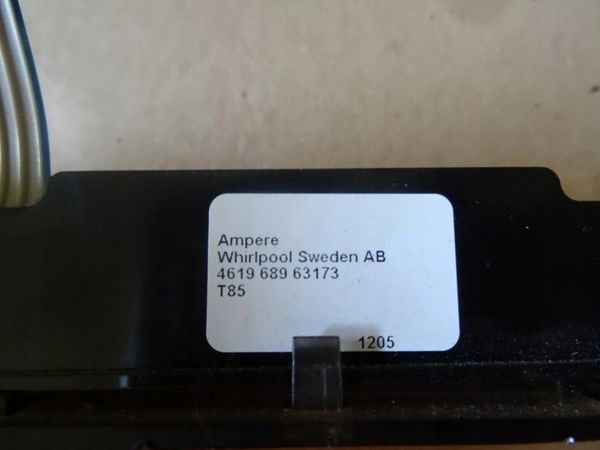 Ampere
Whirlpool Sweden AB
4619 689 63173
T85
1205